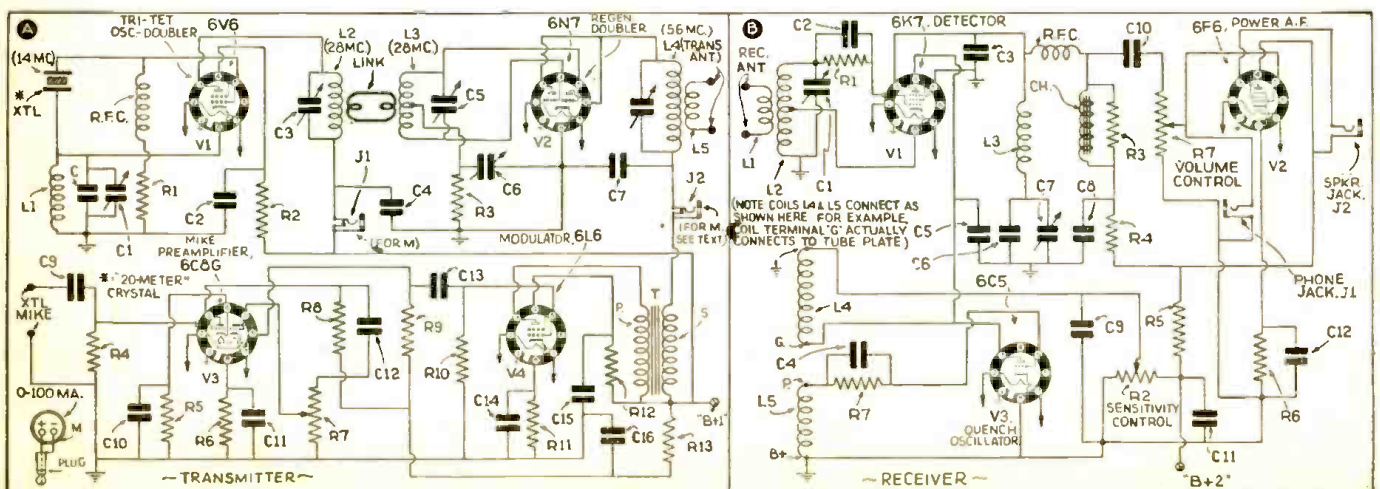 A
TRI-TET
OSC-DOUBLER
6V6
(14 MC)
*
XTL
R.F.C.
V1
L1
C
C1
R1
C2
R2
L2
(28MC)
L3
(28MC)
LINK
C3
J1
C4
(FOR M)
C5
R3
C6
6N7
REGEN
DOUBLER
V2
C7
(56 MC.)
L4 (TRANS
ANT)
L5
J2
(FOR M
SEE TEXT)
C9
XTL
MIKE
R4
0-100 MA.
M
PLUG
MIKE
PREAMPLIFIER,
6C8G
* "20-METER"
CRYSTAL
V3
C10
R5
R6
C11
R7
R8
C12
R9
C13
R10
MODULATOR, 6L6
V4
C14
R11
C15
R12
C16
P.
T
S
"B+1"
R13
~TRANSMITTER~
B
REC.
ANT
L1
L2
C2
R1
C1
6K7, DETECTOR
V1
C3
R.F.C.
L3
CH.
R3
C10
R7
VOLUME
CONTROL
6F6,
POWER A.F.
V2
SPKR.
JACK,
J2
(NOTE COILS L4 & L5 CONNECT AS
SHOWN HERE FOR EXAMPLE,
COIL TERMINAL "G" ACTUALLY
CONNECTS TO TUBE PLATE)
C5
C6
C7
C8
R4
PHONE
JACK, J1
L4
G.
C4
P.
R7
L5
B+
6C5
V3,
QUENCH
OSCILLATOR
C9
R2
SENSITIVITY
CONTROL
R5
C11
R6
C12
"B+2"
~RECEIVER~